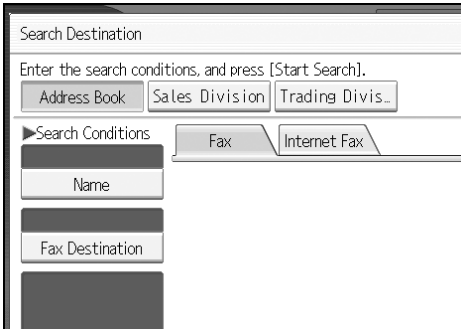 Search Destination
Enter the search conditions, and press [Start Search].
Address Book Sales Division Trading Divis...
▶Search Conditions
Fax Internet Fax
Name
Fax Destination